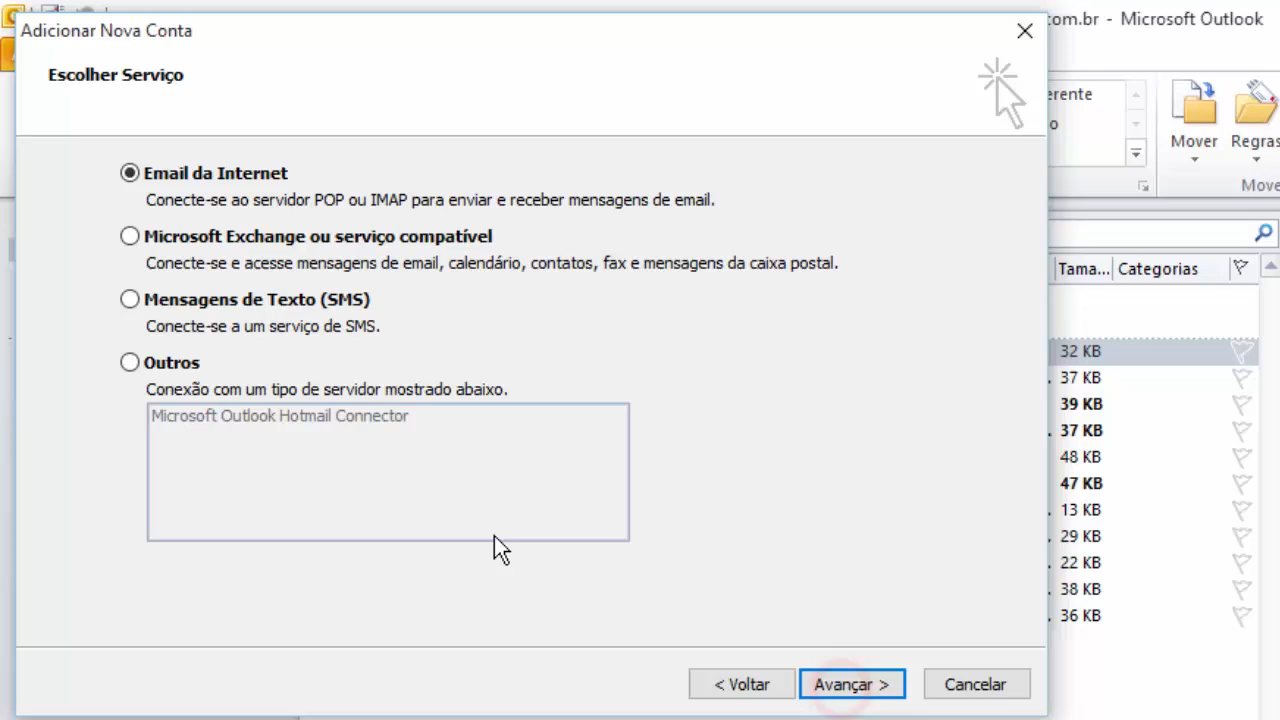 Adicionar Nova Conta
com.br - Microsoft Outlook
Escolher Serviço
erente
o
Mover
Regras
Move
Email da Internet
Conecte-se ao servidor POP ou IMAP para enviar e receber mensagens de email.
Microsoft Exchange ou serviço compatível
Conecte-se e acesse mensagens de email, calendário, contatos, fax e mensagens da caixa postal.
Tama... Categorias
Mensagens de Texto (SMS)
Conecte-se a um serviço de SMS.
Outros
Conexão com um tipo de servidor mostrado abaixo.
Microsoft Outlook Hotmail Connector
32 KB
37 KB
39 KB
37 KB
48 KB
47 KB
13 KB
29 KB
22 KB
38 KB
36 KB
< Voltar
Avançar >
Cancelar